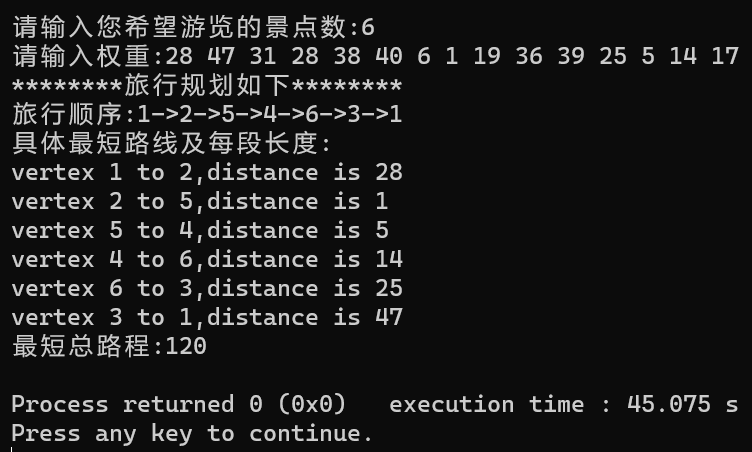 请输入您希望游览的景点数:6
请输入权重:28 47 31 28 38 40 6 1 19 36 39 25 5 14 17
********旅行规划如下********
旅行顺序:1->2->5->4->6->3->1
具体最短路线及每段长度:
vertex 1 to 2,distance is 28
vertex 2 to 5,distance is 1
vertex 5 to 4,distance is 5
vertex 4 to 6,distance is 14
vertex 6 to 3,distance is 25
vertex 3 to 1,distance is 47
最短总路程:120
Process returned 0 (0x0)   execution time : 45.075 s
Press any key to continue.